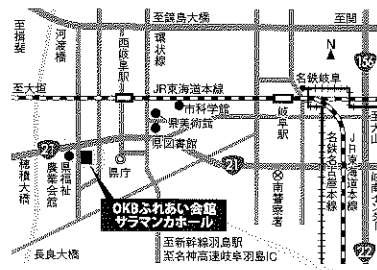 至鏡島大橋
至関
至揖斐
河渡橋
西岐阜駅
環状線
N
156
名鉄岐阜
至大垣
JR東海道本線
市科学館
県美術館
県図書館
岐阜駅
至犬山
21
穂積大橋
農業会館
県福祉
県庁
21
南警察署
名鉄名古屋本線
JR東海道本線
OKBふれあい会館
サラマンカホール
長良大橋
至新幹線羽島駅
至名神高速岐阜羽島IC
22